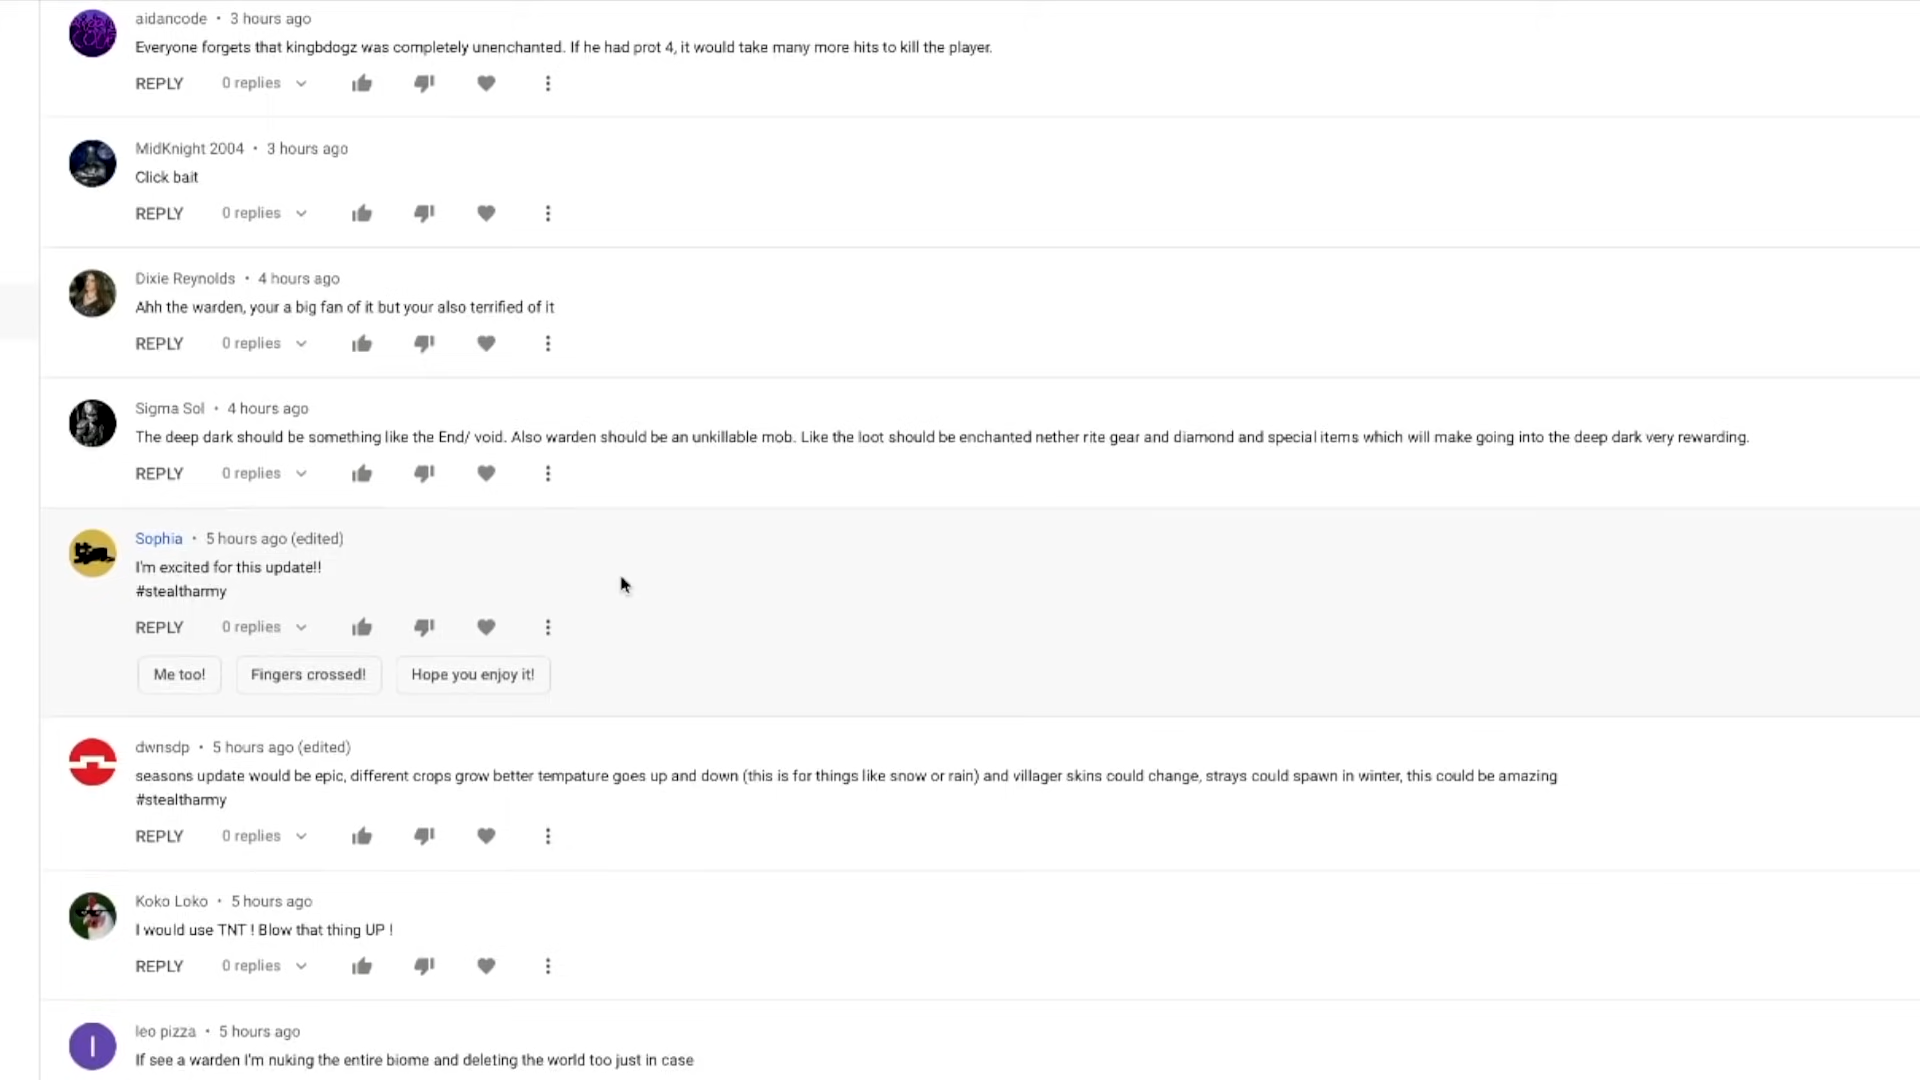 aidancode • 3 hours ago
Everyone forgets that kingbdogz was completely unenchanted. If he had prot 4, it would take many more hits to kill the player.
REPLY 0 replies
MidKnight 2004 • 3 hours ago
Click bait
REPLY 0 replies
Dixie Reynolds • 4 hours ago
Ahh the warden, your a big fan of it but your also terrified of it
REPLY 0 replies
Sigma Sol • 4 hours ago
The deep dark should be something like the End/ void. Also warden should be an unkillable mob. Like the loot should be enchanted nether rite gear and diamond and special items which will make going into the deep dark very rewarding.
REPLY 0 replies
Sophia • 5 hours ago (edited)
I'm excited for this update!!
#stealtharmy
REPLY 0 replies
Me too! Fingers crossed! Hope you enjoy it!
dwnsdp • 5 hours ago (edited)
seasons update would be epic, different crops grow better tempature goes up and down (this is for things like snow or rain) and villager skins could change, strays could spawn in winter, this could be amazing
#stealtharmy
REPLY 0 replies
Koko Loko • 5 hours ago
I would use TNT ! Blow that thing UP !
REPLY 0 replies
l
leo pizza • 5 hours ago
If see a warden I'm nuking the entire biome and deleting the world too just in case